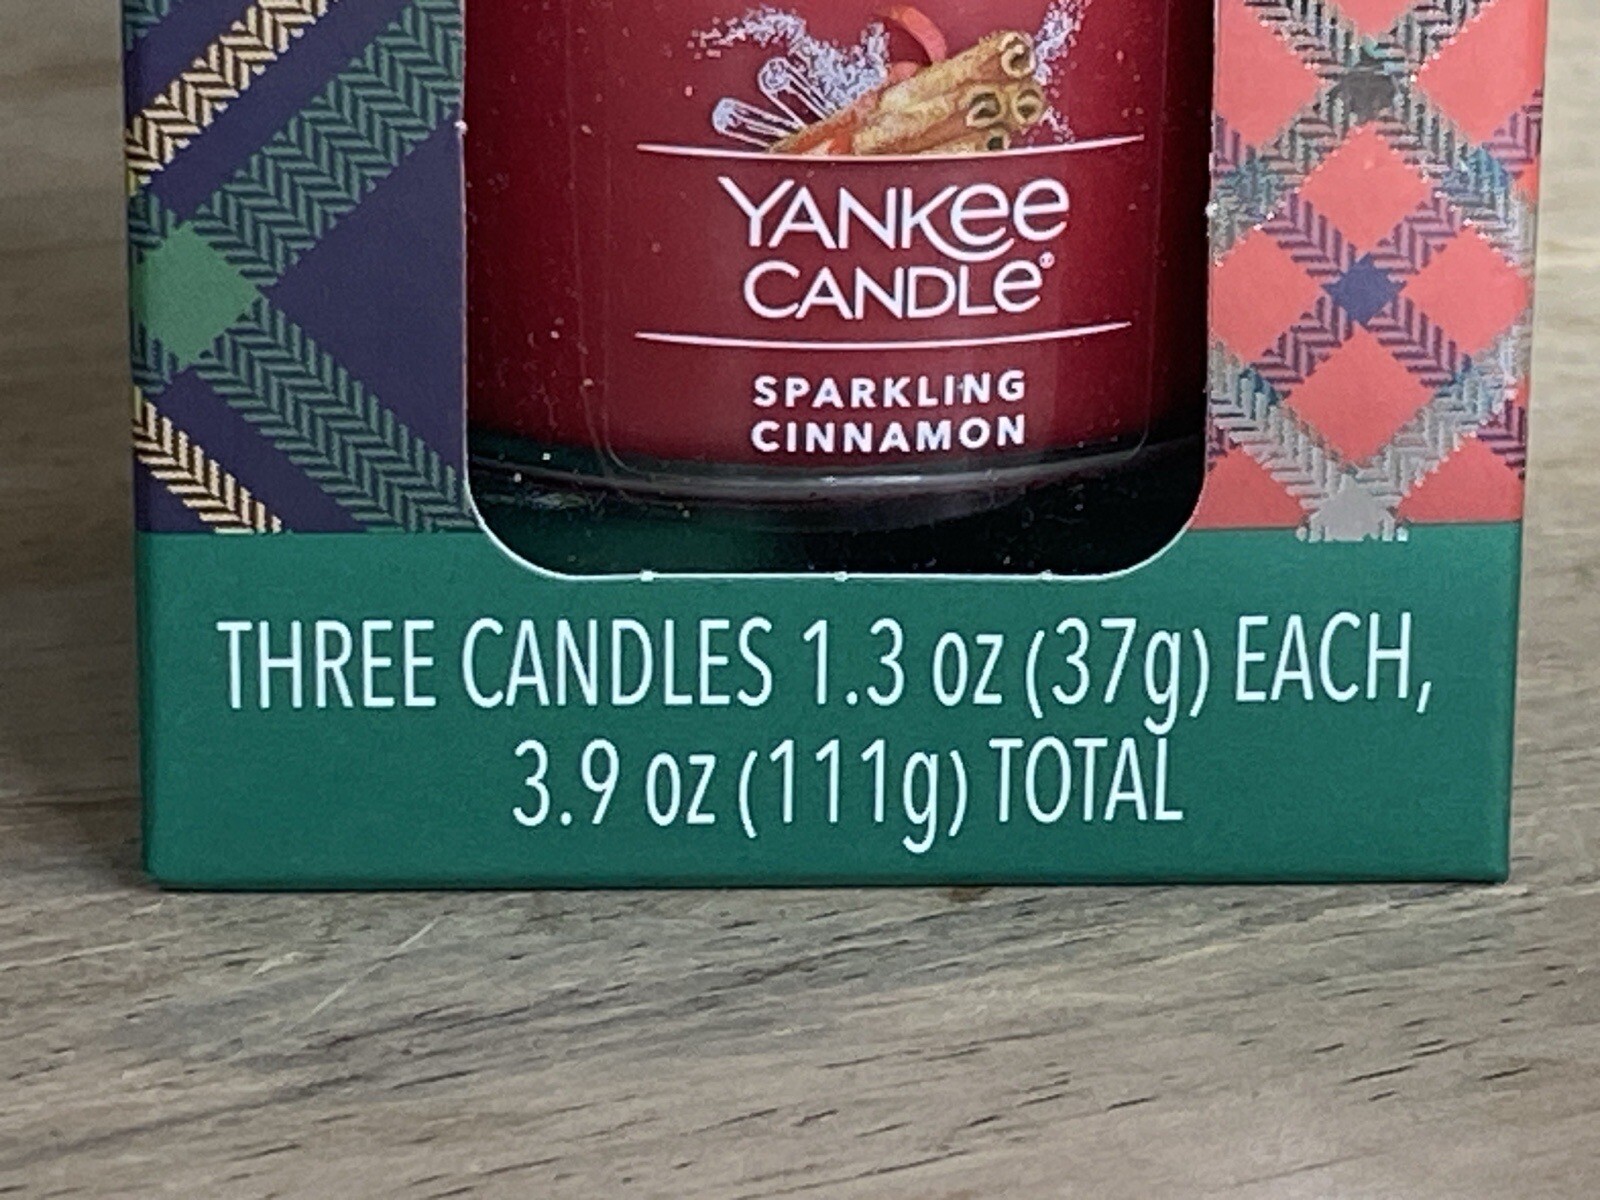 YANKEE
CANDLE®
SPARKLING
CINNAMON
THREE CANDLES 1.3 oz (37g) EACH,
3.9 oz (111g) TOTAL